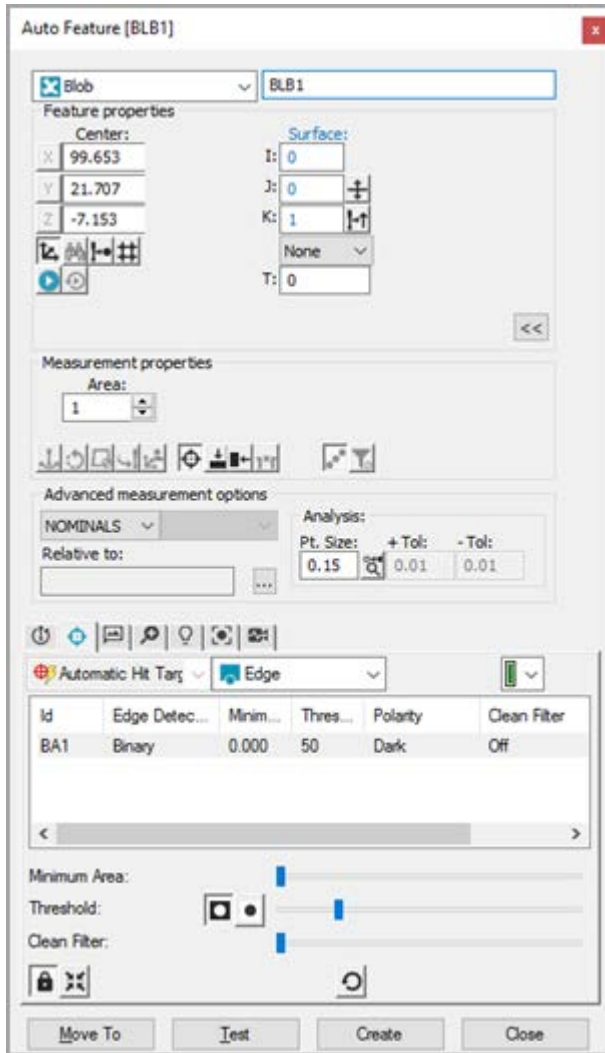 Auto Feature [BLB1]
x
Blob BLB1
Feature properties
Center: Surface:
X 99.653 I: 0
Y 21.707 J: 0
Z -7.153 K: 1
None
T: 0
<<
Measurement properties
Area:
1
Advanced measurement options
NOMINALS Analysis:
Relative to: Pt. Size: + Tol: - Tol:
... 0.15 0.01 0.01
Automatic Hit Targ Edge
Id Edge Detec... Minim... Thres... Polarity Clean Filter
BA1 Binary 0.000 50 Dark Off
Minimum Area:
Threshold:
Clean Filter:
Move To Test Create Close